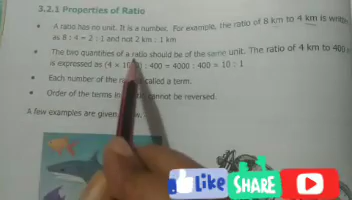 3.2.1 Properties of Ratio
A ratio has no unit. It is a number. For example, the ratio of 8 km to 4 km is written
as 8 : 4 = 2 : 1 and not 2 km : 1 km
The two quantities of a ratio should be of the same unit. The ratio of 4 km to 400
is expressed as (4 × : 400 = 4000 : 400 = 10 : 1
Each number of the called a term.
Order of the terms in cannot be reversed.
A few examples are given
Like SHARE